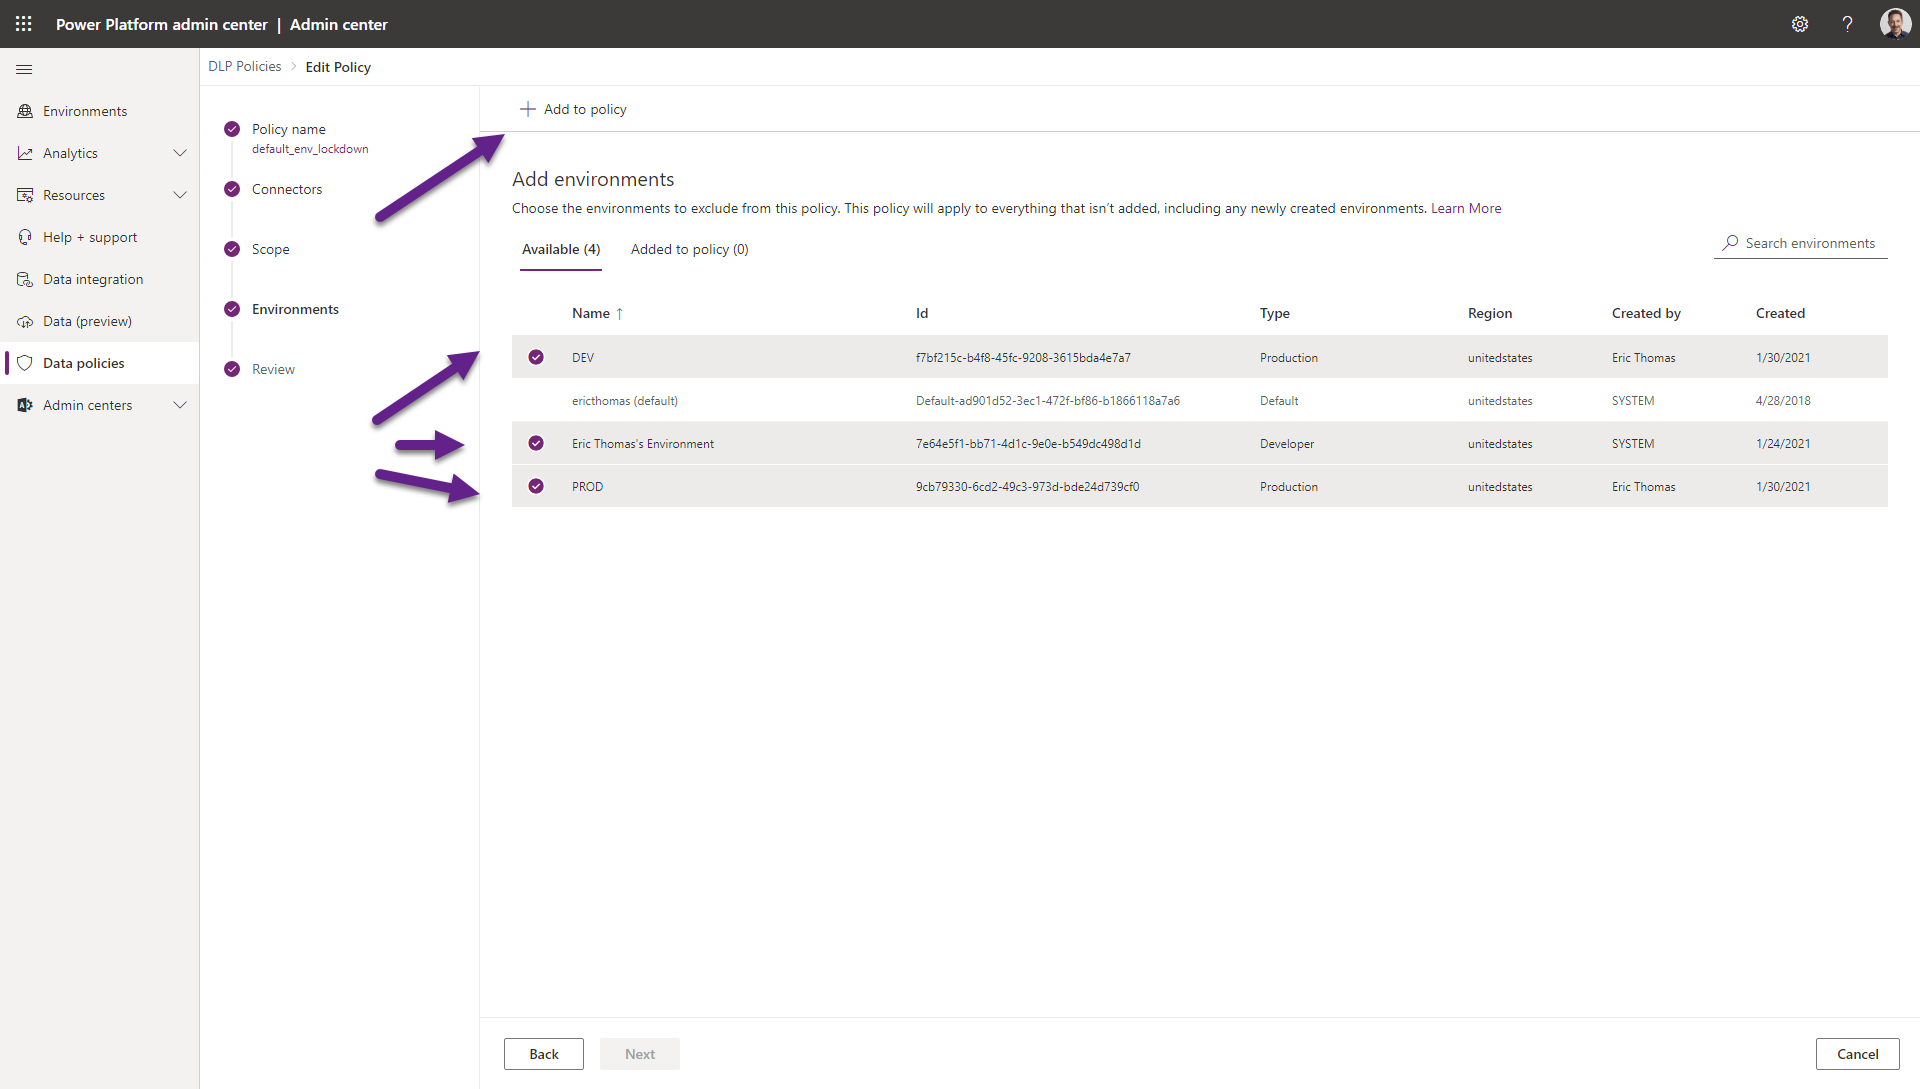 Power Platform admin center | Admin center
DLP Policies > Edit Policy
Environments
Analytics
Resources
Help + support
Data integration
Data (preview)
Data policies
Admin centers
Policy name
default_env_lockdown
Connectors
Scope
Environments
Review
+ Add to policy
Add environments
Choose the environments to exclude from this policy. This policy will apply to everything that isn't added, including any newly created environments. Learn More
Available (4) Added to policy (0)
Search environments
Name ↑ Id Type Region Created by Created
DEV f7bf215c-b4f8-45fc-9208-3615bda4e7a7 Production unitedstates Eric Thomas 1/30/2021
ericthomas (default) Default-ad901d52-3ec1-472f-bf86-b1866118a7a6 Default unitedstates SYSTEM 4/28/2018
Eric Thomas's Environment 7e64e5f1-bb71-4d1c-9e0e-b549dc498d1d Developer unitedstates SYSTEM 1/24/2021
PROD 9cb79330-6cd2-49c3-973d-bde24d739cf0 Production unitedstates Eric Thomas 1/30/2021
Back Next Cancel